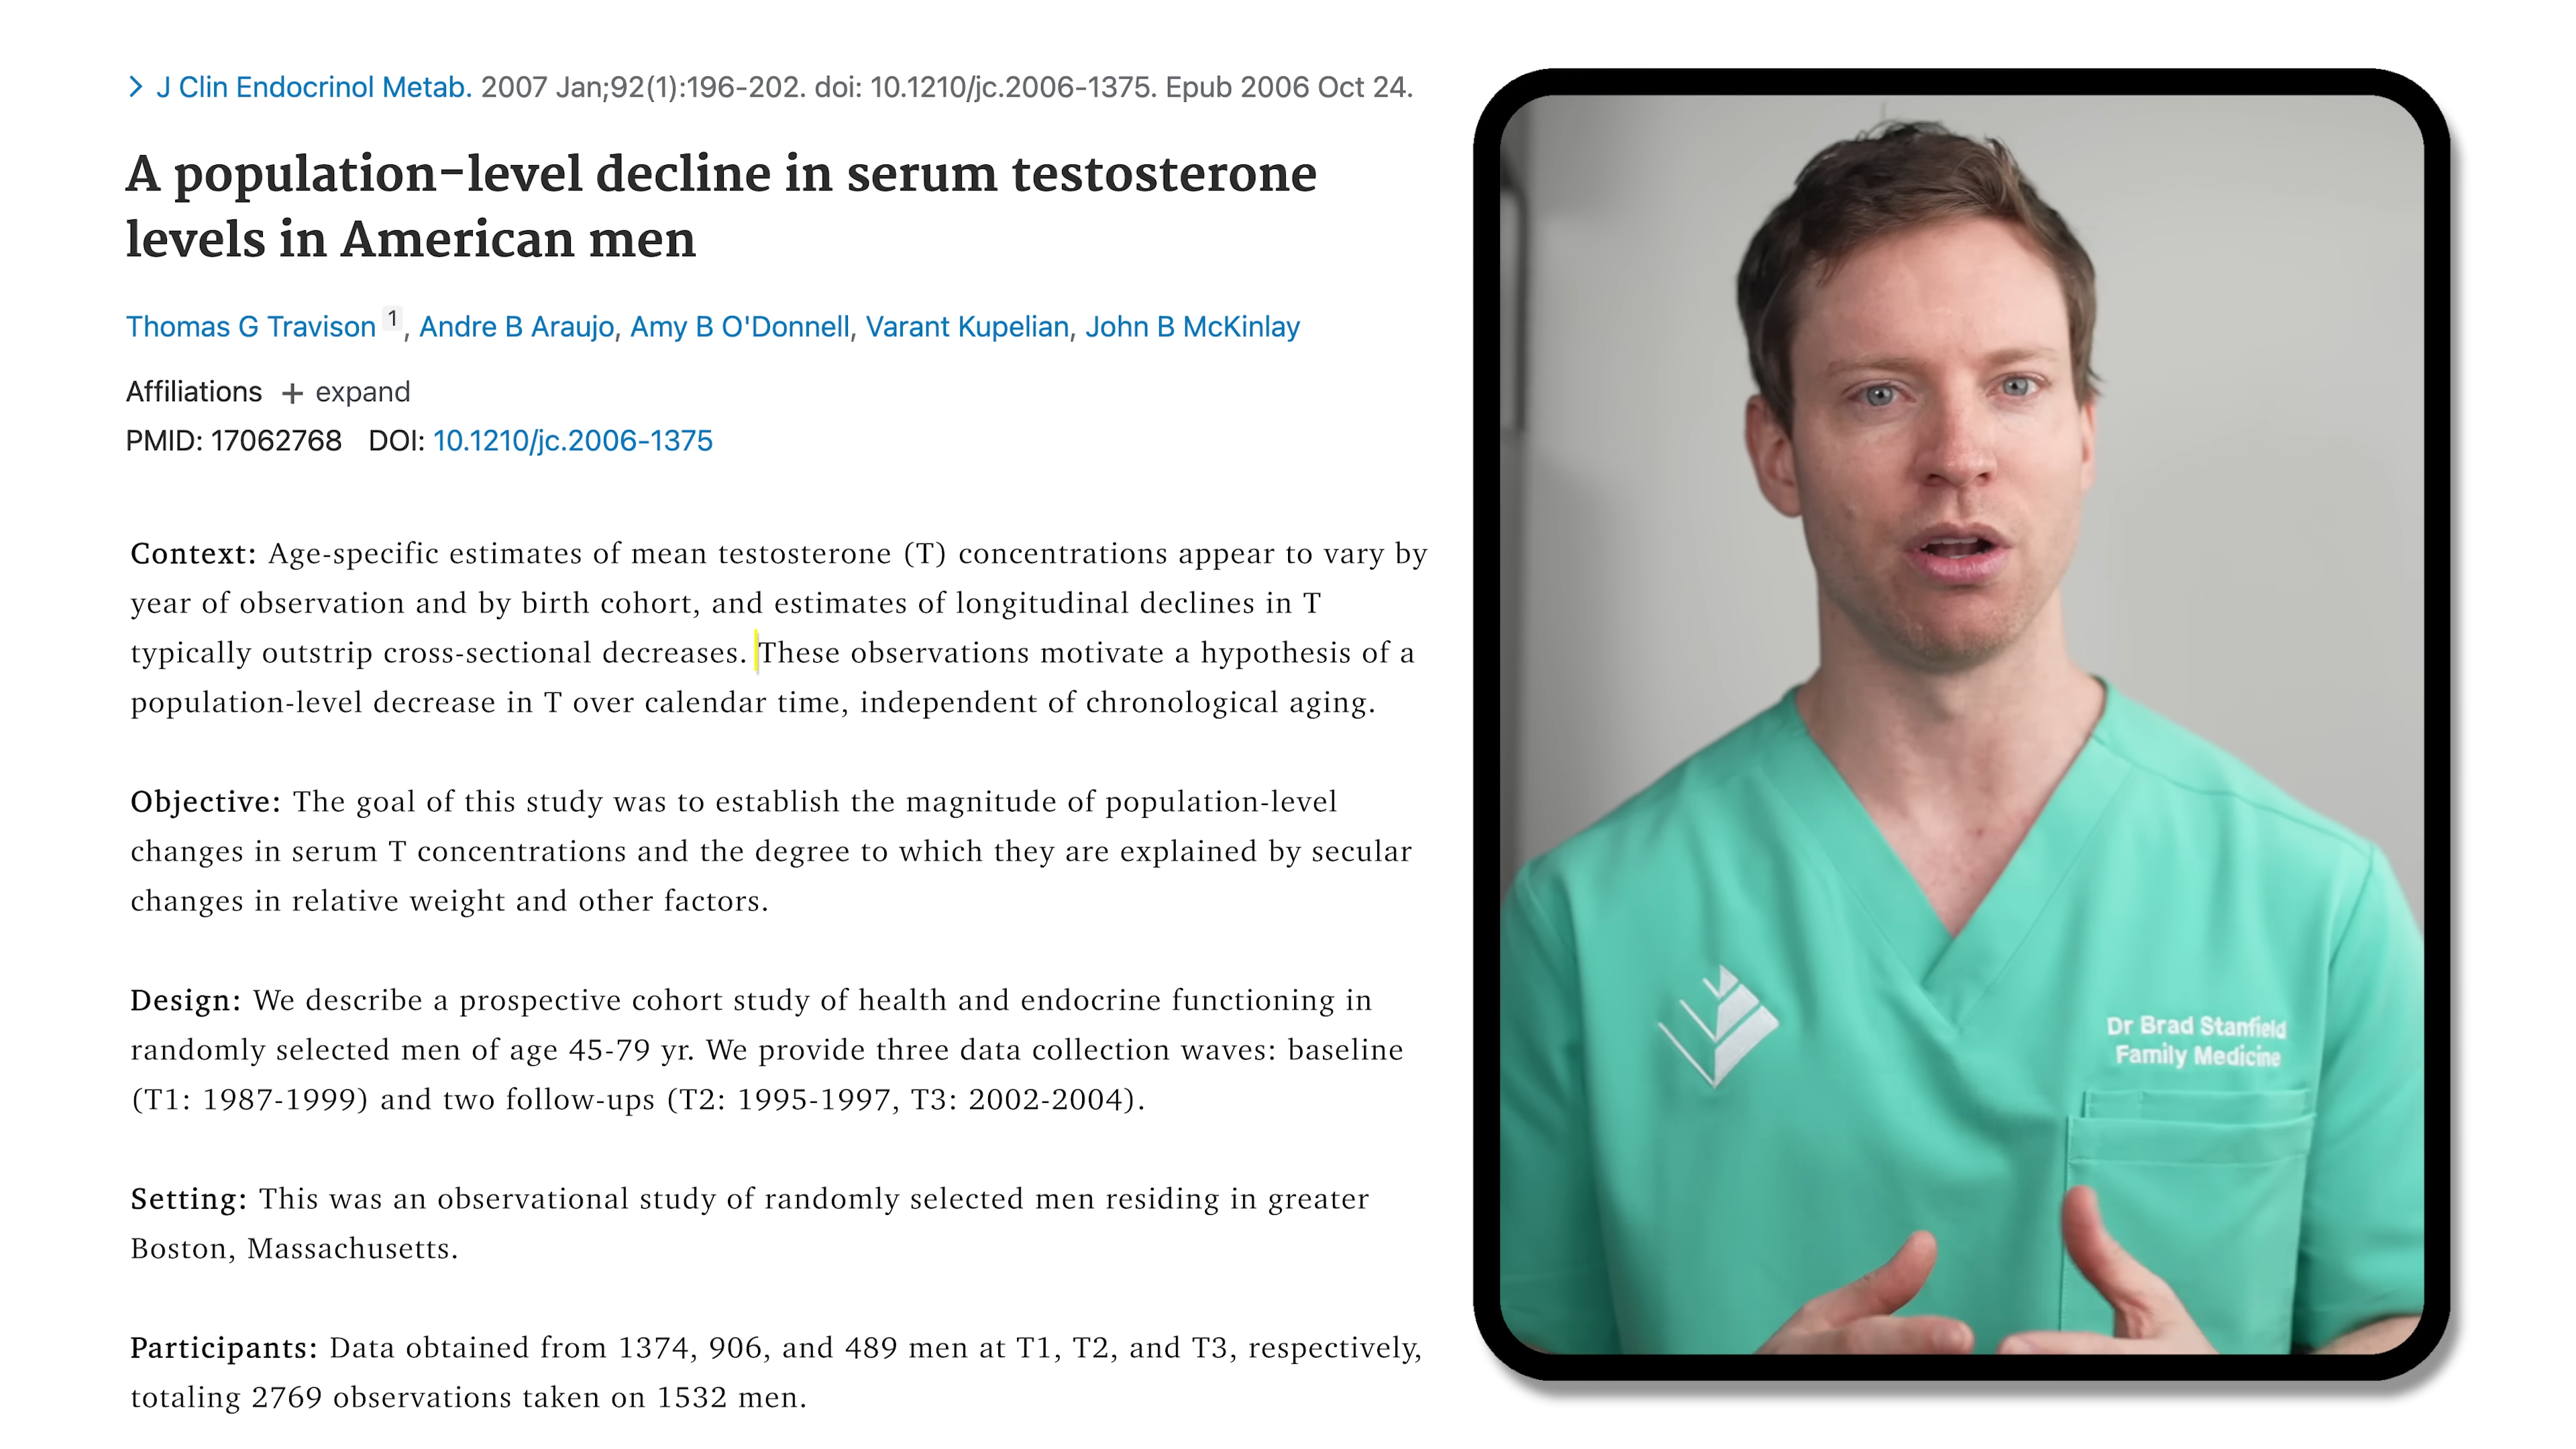 > J Clin Endocrinol Metab. 2007 Jan;92(1):196-202. doi: 10.1210/jc.2006-1375. Epub 2006 Oct 24.
A population-level decline in serum testosterone
levels in American men
Thomas G Travison 1, Andre B Araujo, Amy B O'Donnell, Varant Kupelian, John B McKinlay
Affiliations + expand
PMID: 17062768 DOI: 10.1210/jc.2006-1375
Context: Age-specific estimates of mean testosterone (T) concentrations appear to vary by
year of observation and by birth cohort, and estimates of longitudinal declines in T
typically outstrip cross-sectional decreases. These observations motivate a hypothesis of a
population-level decrease in T over calendar time, independent of chronological aging.
Objective: The goal of this study was to establish the magnitude of population-level
changes in serum T concentrations and the degree to which they are explained by secular
changes in relative weight and other factors.
Design: We describe a prospective cohort study of health and endocrine functioning in
randomly selected men of age 45-79 yr. We provide three data collection waves: baseline
(T1: 1987-1999) and two follow-ups (T2: 1995-1997, T3: 2002-2004).
Setting: This was an observational study of randomly selected men residing in greater
Boston, Massachusetts.
Participants: Data obtained from 1374, 906, and 489 men at T1, T2, and T3, respectively,
totaling 2769 observations taken on 1532 men.
Dr Brad Stanfield
Family Medicine